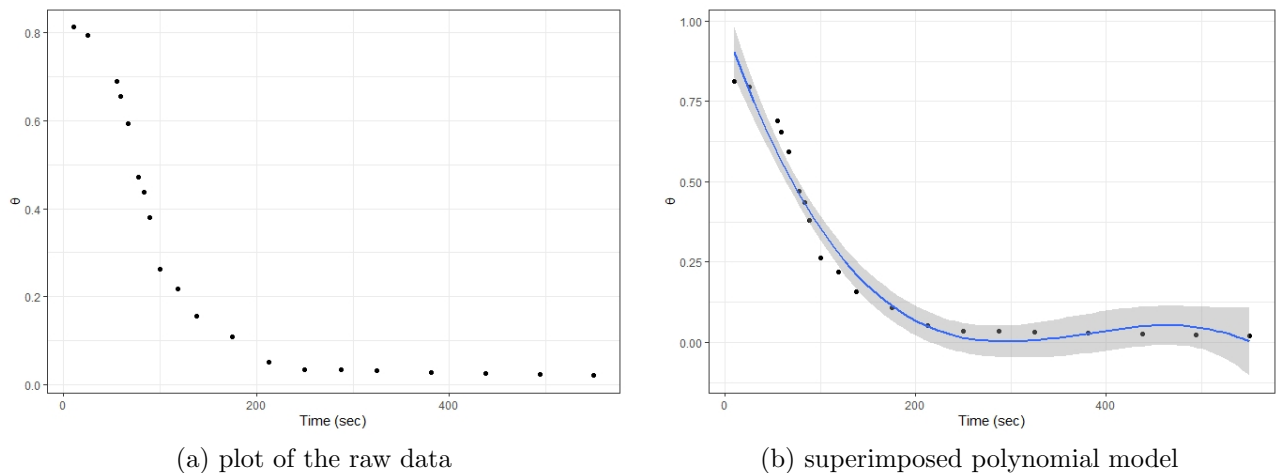 0.8
0.6
θ
0.4
0.2
0.0
0
200
400
Time (sec)
(a) plot of the raw data
1.00
0.75
θ
0.50
0.25
0.00
0
200
400
Time (sec)
(b) superimposed polynomial model